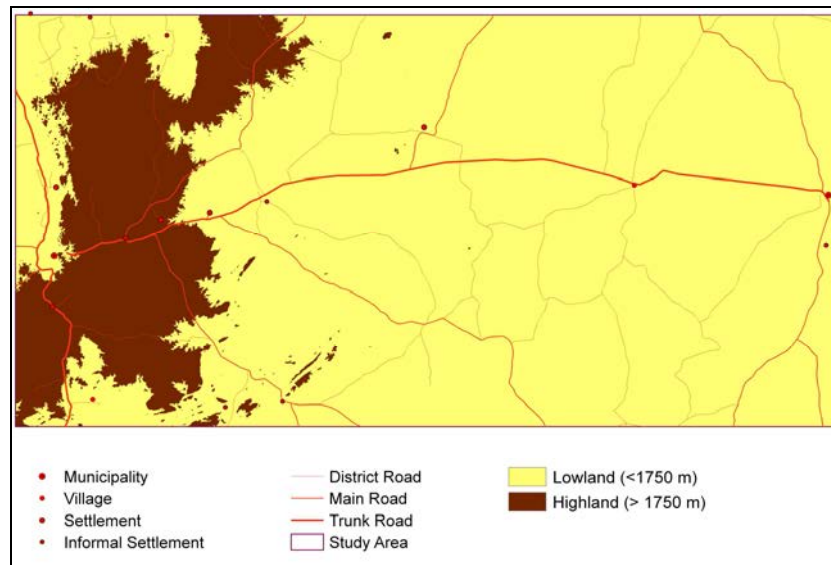 Municipality
Village
Settlement
Informal Settlement
District Road
Main Road
Trunk Road
Study Area
Lowland (<1750 m)
Highland (> 1750 m)